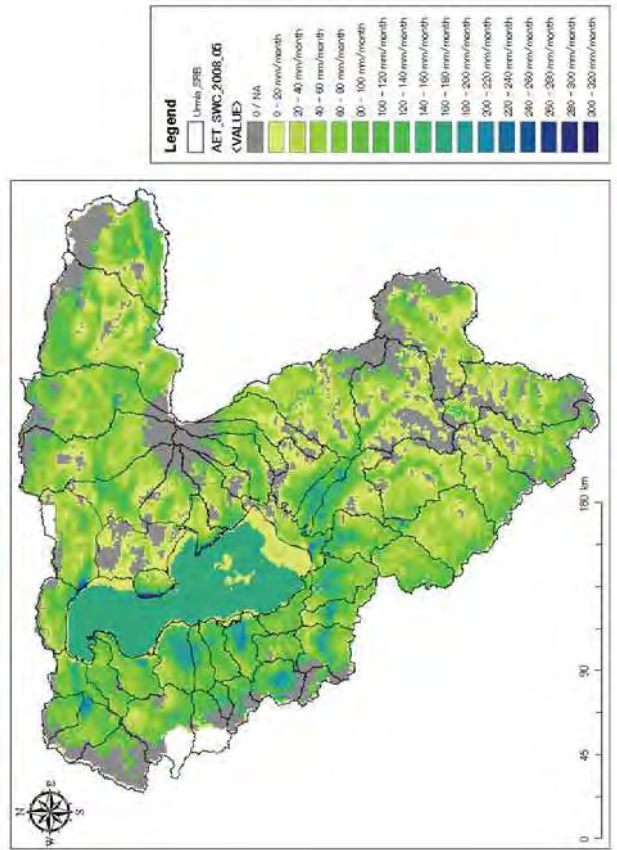 N
W
E
S
0
45
90
180 km
Legend
AET_SWC_2008_05
<VALUE>
0 / NA
0 - 20 mm/month
20 - 40 mm/month
40 - 60 mm/month
60 - 80 mm/month
80 - 100 mm/month
100 - 120 mm/month
120 - 140 mm/month
140 - 160 mm/month
160 - 180 mm/month
180 - 200 mm/month
200 - 220 mm/month
220 - 240 mm/month
240 - 260 mm/month
260 - 280 mm/month
280 - 300 mm/month
300 - 320 mm/month